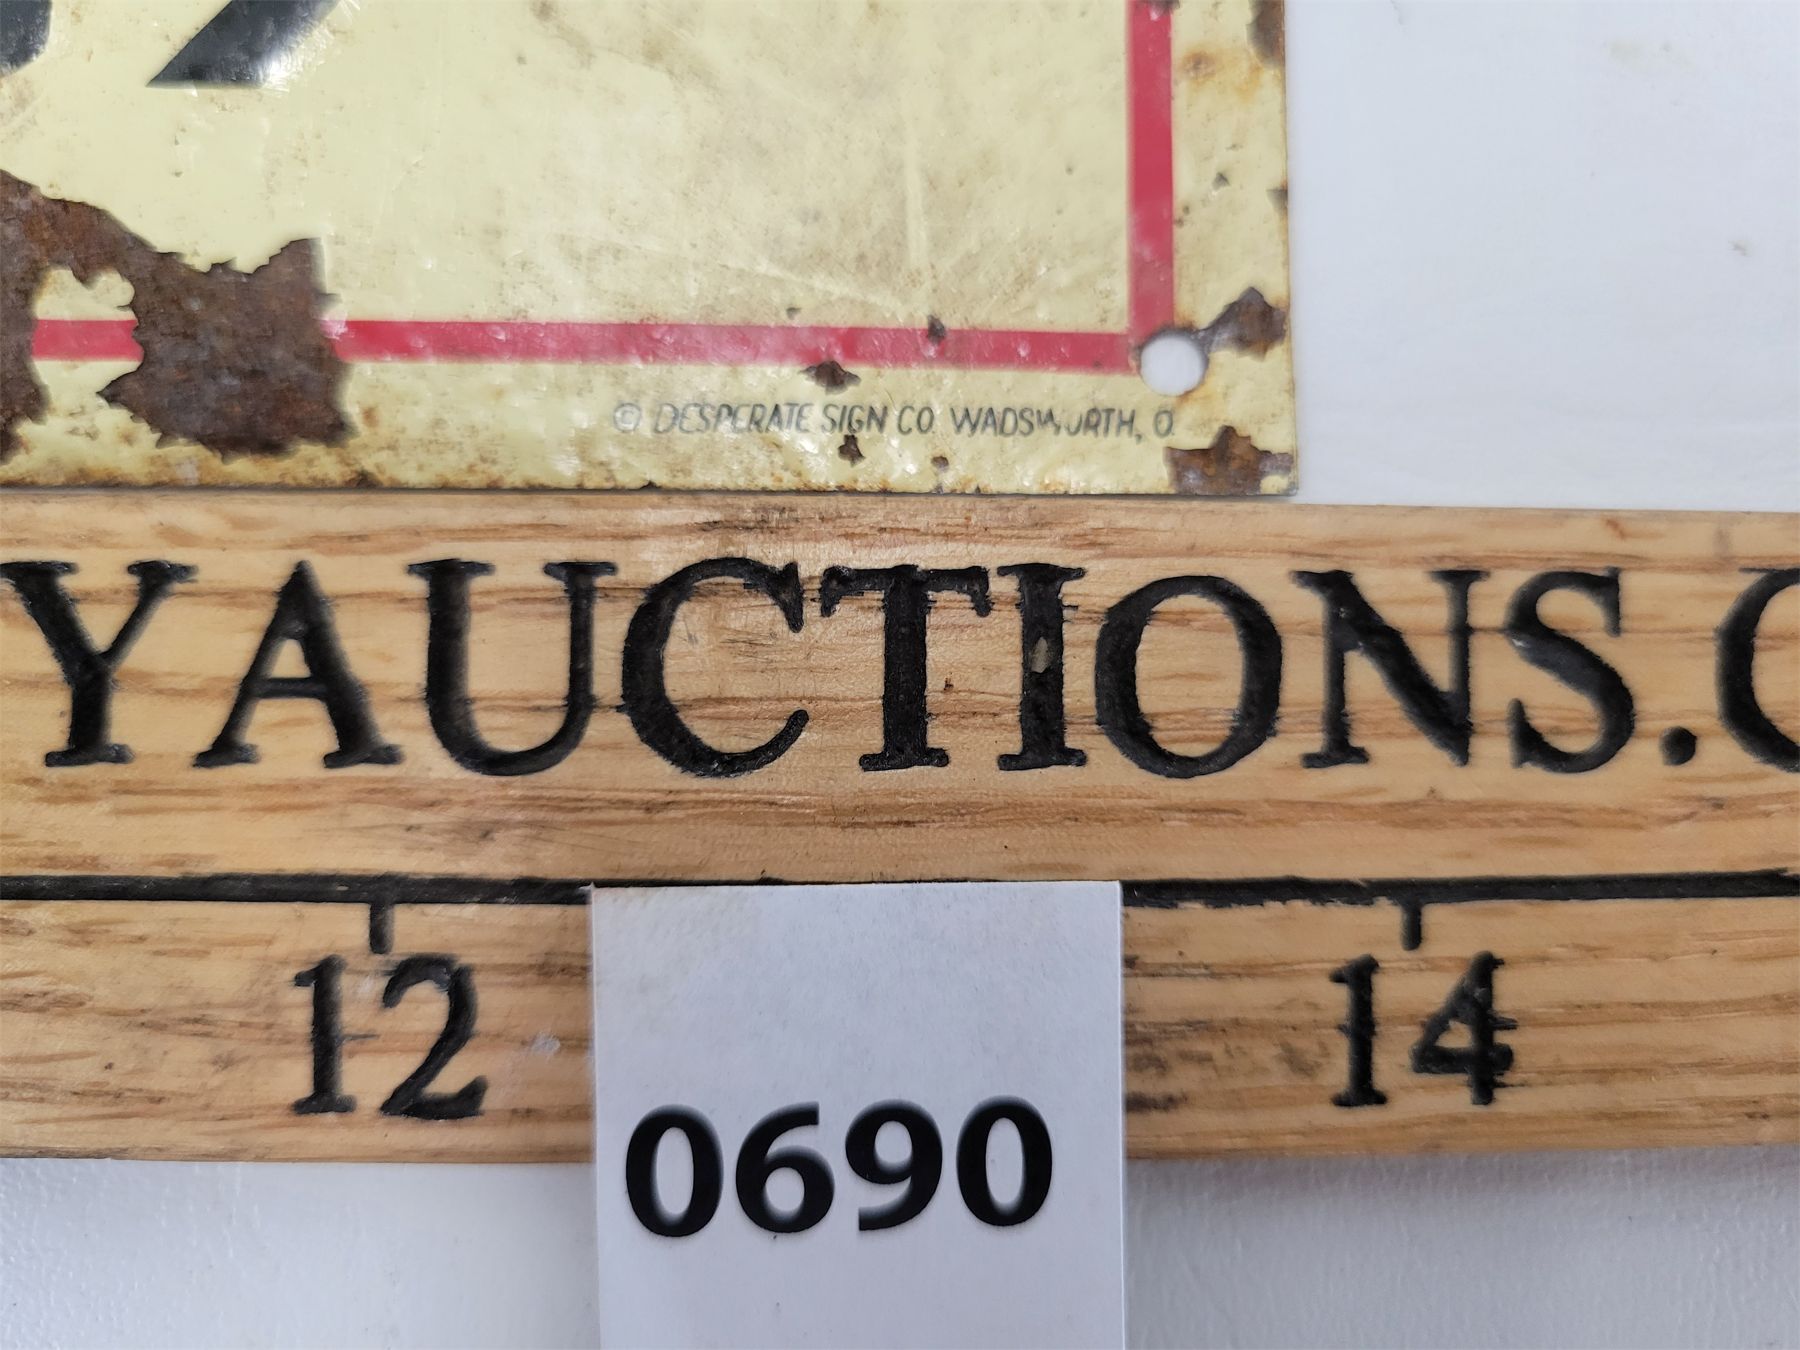 © DESPERATE SIGN CO. WADSWORTH, O.
YAUCTIONS.C
12 14
0690